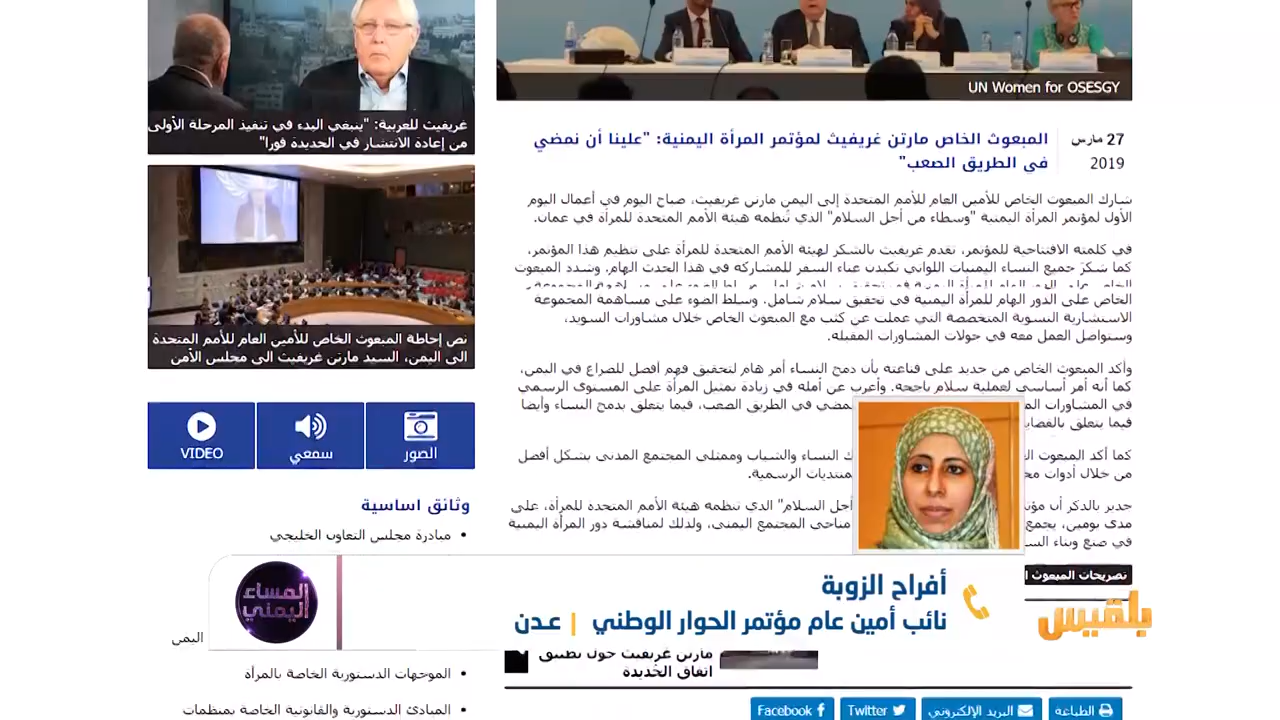 UN Women for OSESGY
27 مارس
2019
المبعوث الخاص مارتن غريفيث لمؤتمر المرأة اليمنية: "علينا أن نمضي
في الطريق الصعب"
شارك المبعوث الخاص للأمين العام للأمم المتحدة إلى اليمن مارتن غريفيث، صباح اليوم في أعمال اليوم
الأول لمؤتمر المرأة اليمنية "وسطاء من أجل السلام" الذي تُنظمه هيئة الأمم المتحدة للمرأة في عمان.
في كلمته الافتتاحية للمؤتمر، تقدم غريفيث بالشكر لهيئة الأمم المتحدة للمرأة على تنظيم هذا المؤتمر،
كما شكرَ جميع النساء اليمنيات اللواتي تكبدن عناء السفر للمشاركة في هذا الحدث الهام. وشدد المبعوث
الخاص على الدور الهام للمرأة اليمنية في تحقيق سلام شامل. وسلط الضوء على مساهمة المجموعة
الاستشارية النسوية المتخصصة التي عملت عن كثب مع المبعوث الخاص خلال مشاورات السويد،
وستواصل العمل معه في جولات المشاورات المقبلة.
وأكد المبعوث الخاص من جديد على قناعته بأن دمج النساء أمر هام لتحقيق فهم أفضل للصراع في اليمن،
كما أنه أمر أساسي لعملية سلام ناجحة. وأعرب عن أمله في زيادة تمثيل المرأة على المستوى الرسمي
في المشاورات نمضي في الطريق الصعب، فيما يتعلق بدمج النساء وأيضا
فيما يتعلق
كما أكد المبعوث النساء والشباب وممثلي المجتمع المدني بشكل أفضل
من خلال أدوات المنتديات الرسمية.
جدير بالذكر أن أجل السلام" الذي تنظمه هيئة الأمم المتحدة للمرأة، على
مدى يومين، يجمع مناحي المجتمع اليمني، وذلك لمناقشة دور المرأة اليمنية
في صنع وبناء
تصريحات المبعوث
غريفيث للعربية: "ينبغي البدء في تنفيذ المرحلة الأولى
من إعادة الانتشار في الحديدة فورا"
نص إحاطة المبعوث الخاص للأمين العام للأمم المتحدة
الى اليمن، السيد مارتن غريفيث الى مجلس الأمن
الصور
سمعي
VIDEO
وثائق اساسية
مبادرة مجلس التعاون الخليجي
اليمن
الموجهات الدستورية الخاصة بالمرأة
المبادئ الدستورية والقانونية الخاصة بمنظمات
المساء
اليمني
أفراح الزوبة
نائب أمين عام مؤتمر الحوار الوطني | عدن
بلقيس
مارتن غريفيث حول تطبيق
اتفاق الحديدة
الطباعة
البريد الإلكتروني
Twitter
Facebook